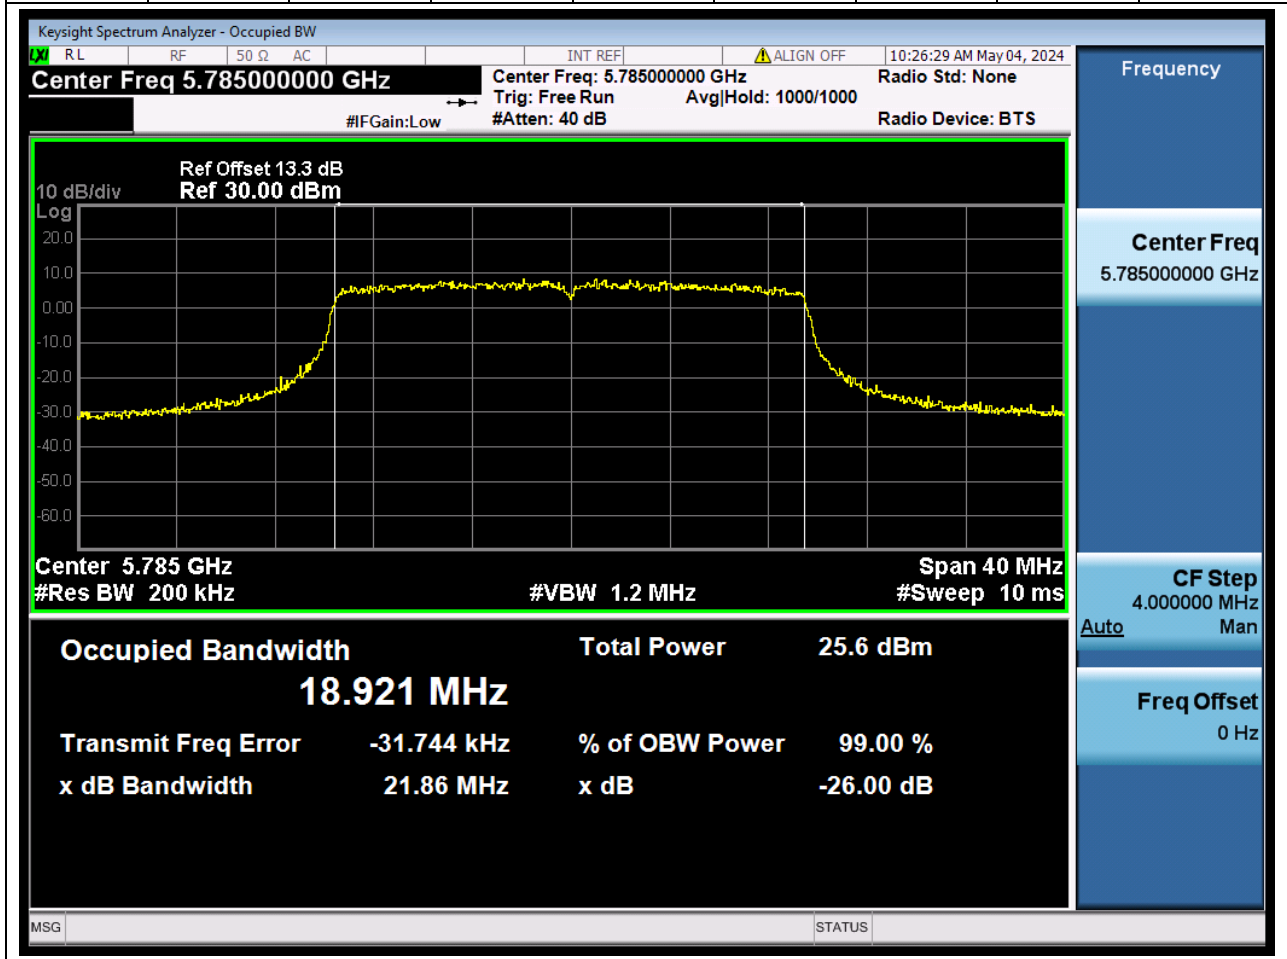 Keysight Spectrum Analyzer - Occupied BW
LXI RL RF 50 Ω AC INT REF ALIGN OFF 10:26:29 AM May 04, 2024
Center Freq 5.785000000 GHz
Center Freq: 5.785000000 GHz
Radio Std: None
Trig: Free Run Avg|Hold: 1000/1000
#IFGain:Low
#Atten: 40 dB
Radio Device: BTS
Ref Offset 13.3 dB
10 dB/div Ref 30.00 dBm
Log
20.0
10.0
0.00
-10.0
-20.0
-30.0
-40.0
-50.0
-60.0
Center 5.785 GHz Span 40 MHz
#Res BW 200 kHz #VBW 1.2 MHz #Sweep 10 ms
Occupied Bandwidth Total Power 25.6 dBm
18.921 MHz
Transmit Freq Error -31.744 kHz % of OBW Power 99.00 %
x dB Bandwidth 21.86 MHz x dB -26.00 dB
Frequency
Center Freq
5.785000000 GHz
CF Step
4.000000 MHz
Auto Man
Freq Offset
0 Hz
MSG STATUS